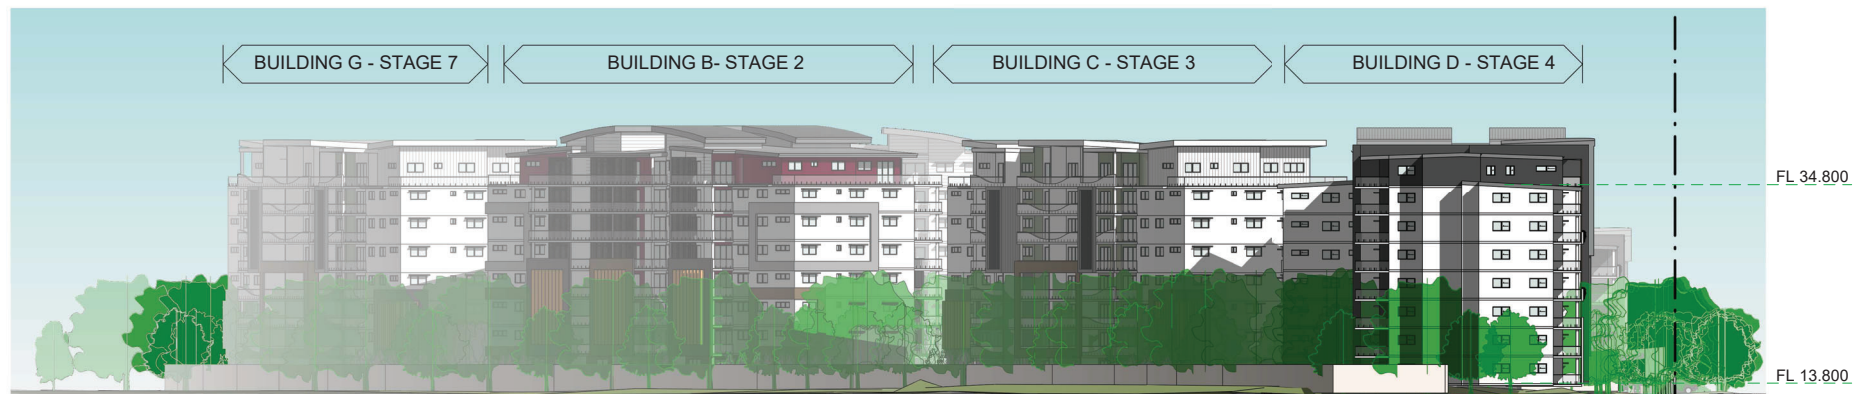 BUILDING G - STAGE 7
BUILDING B- STAGE 2
BUILDING C - STAGE 3
BUILDING D - STAGE 4
FL 34.800
FL 13.800